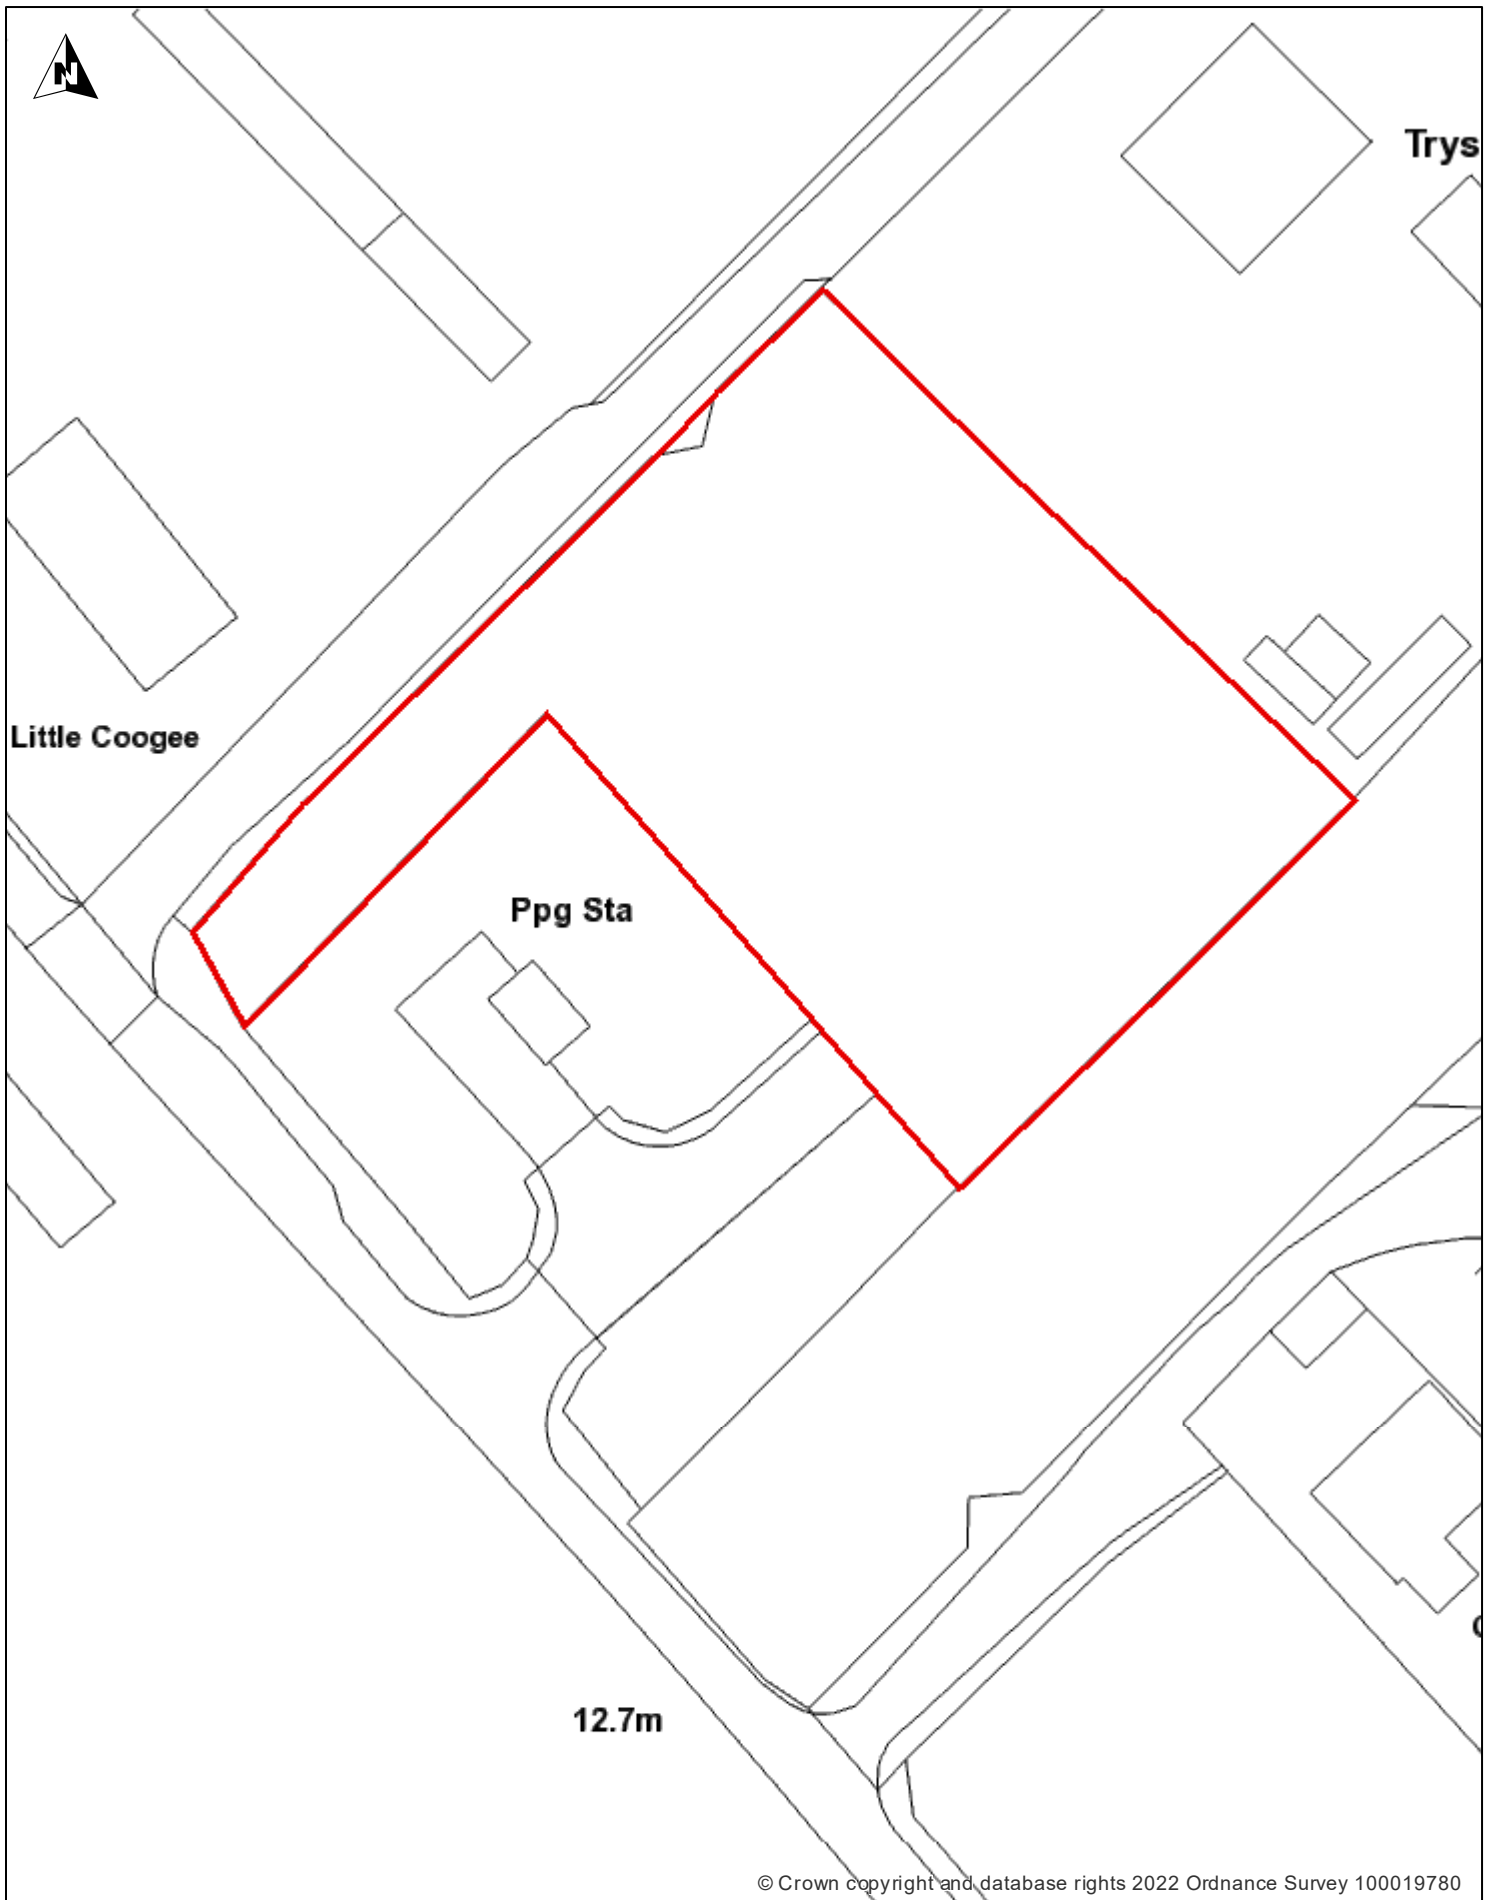 N
Trys
Little Coogee
Ppg Sta
12.7m
© Crown copyright and database rights 2022 Ordnance Survey 100019780